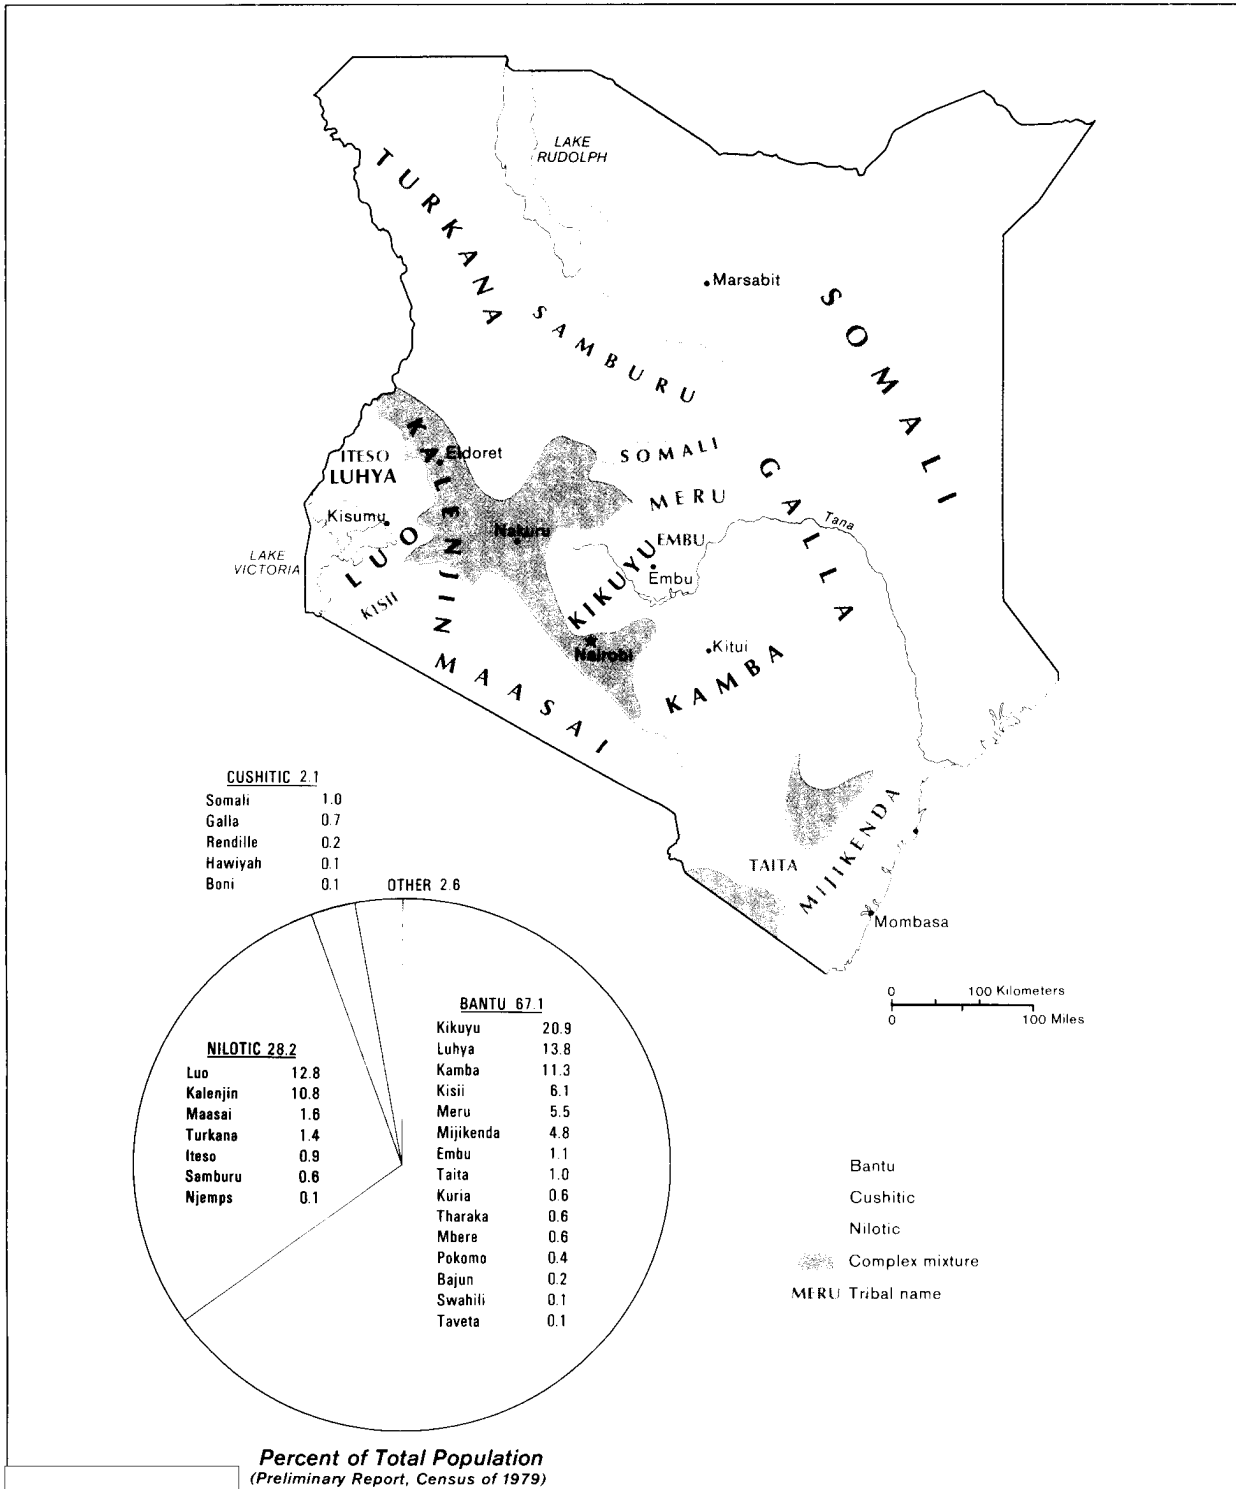 LAKE
RUDOLPH
TURKANA
Marsabit
SAMBURU
SOMALI
KALENJIN
Eldoret
ITESO
LUHYA
SOMALI
GALLA
MERU
Kisumu
Nakuru
Tana
LUO
EMBU
LAKE
VICTORIA
KIKUYU
Embu
KISII
Nairobi
Kitui
MAASAI
KAMBA
TAITA
MIJIKENDA
Mombasa
0 100 Kilometers
0 100 Miles
CUSHITIC 2.1
Somali 1.0
Galla 0.7
Rendille 0.2
Hawiyah 0.1
Boni 0.1
OTHER 2.6
NILOTIC 28.2
Luo 12.8
Kalenjin 10.8
Maasai 1.6
Turkana 1.4
Iteso 0.9
Samburu 0.6
Njemps 0.1
BANTU 67.1
Kikuyu 20.9
Luhya 13.8
Kamba 11.3
Kisii 6.1
Meru 5.5
Mijikenda 4.8
Embu 1.1
Taita 1.0
Kuria 0.6
Tharaka 0.6
Mbere 0.6
Pokomo 0.4
Bajun 0.2
Swahili 0.1
Taveta 0.1
Bantu
Cushitic
Nilotic
Complex mixture
MERU Tribal name
Percent of Total Population
(Preliminary Report, Census of 1979)